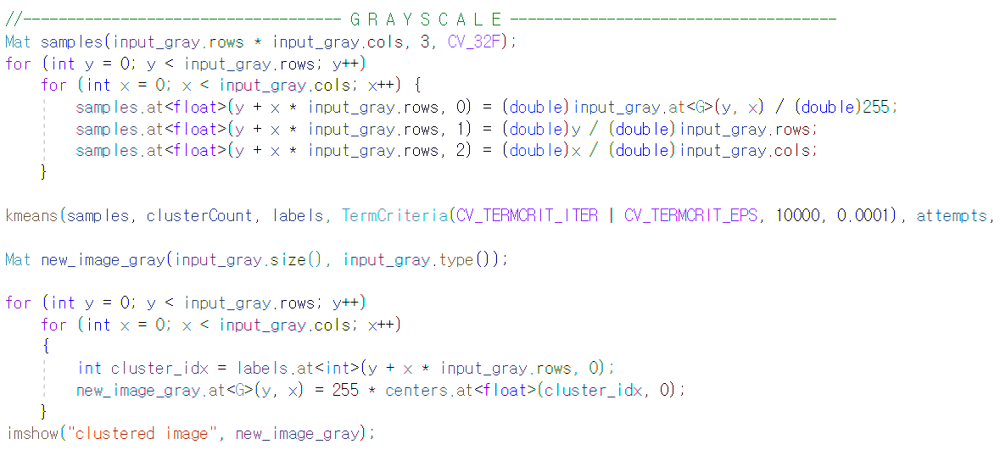 //------------------------------------ G R A Y S C A L E -------------------------------------
Mat samples(input_gray.rows * input_gray.cols, 3, CV_32F);
for (int y = 0; y < input_gray.rows; y++)
    for (int x = 0; x < input_gray.cols; x++) {
        samples.at<float>(y + x * input_gray.rows, 0) = (double)input_gray.at<G>(y, x) / (double)255;
        samples.at<float>(y + x * input_gray.rows, 1) = (double)y / (double)input_gray.rows;
        samples.at<float>(y + x * input_gray.rows, 2) = (double)x / (double)input_gray.cols;
    }
kmeans(samples, clusterCount, labels, TermCriteria(CV_TERMCRIT_ITER | CV_TERMCRIT_EPS, 10000, 0.0001), attempts,
Mat new_image_gray(input_gray.size(), input_gray.type());
for (int y = 0; y < input_gray.rows; y++)
    for (int x = 0; x < input_gray.cols; x++)
    {
        int cluster_idx = labels.at<int>(y + x * input_gray.rows, 0);
        new_image_gray.at<G>(y, x) = 255 * centers.at<float>(cluster_idx, 0);
    }
imshow("clustered image", new_image_gray);